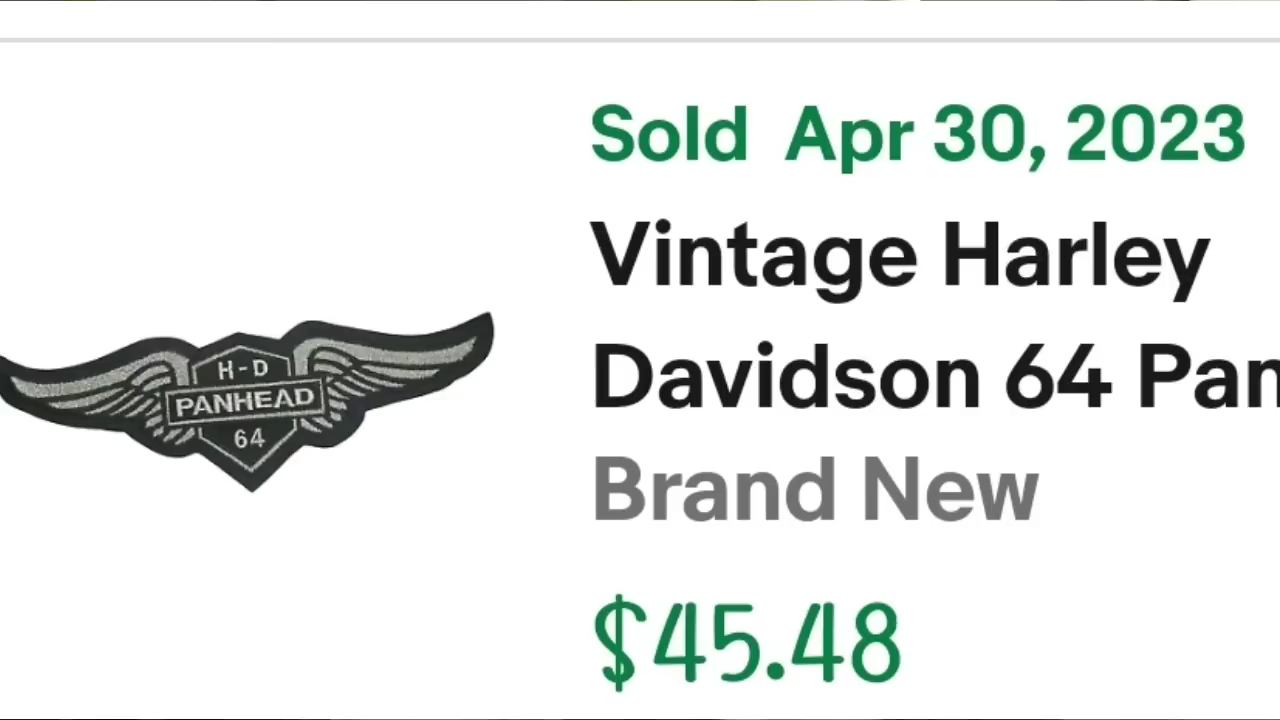 Sold Apr 30, 2023
Vintage Harley
Davidson 64 Pan
Brand New
$45.48
H-D
PANHEAD
64